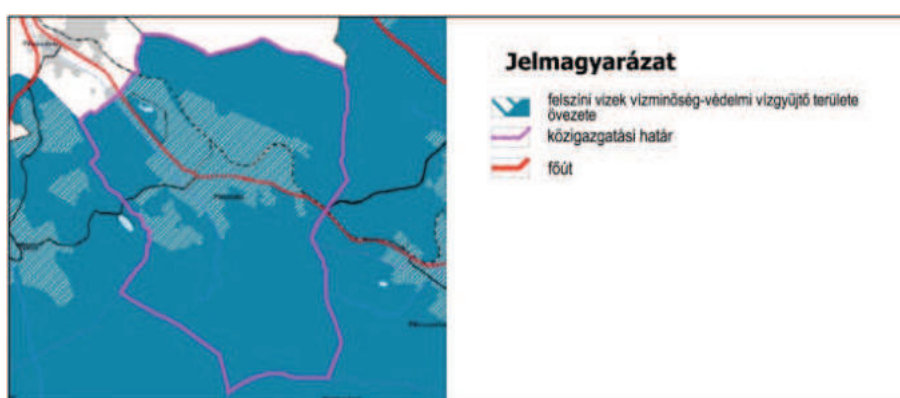 Jelmagyarázat
felszíni vizek vízminőség-védelmi vízgyűjtő területe
övezete
közigazgatási határ
főút